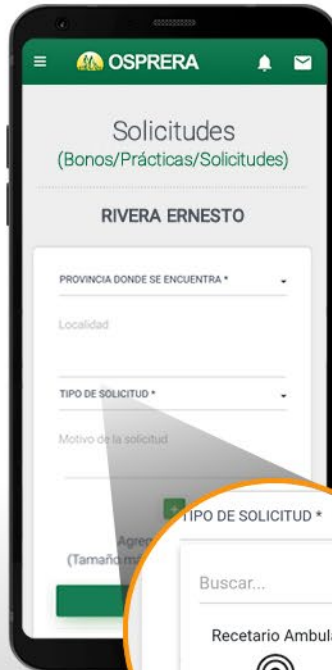 OSPRERA
Solicitudes
(Bonos/Prácticas/Solicitudes)
RIVERA ERNESTO
PROVINCIA DONDE SE ENCUENTRA *
Localidad
TIPO DE SOLICITUD *
Motivo de la solicitud
TIPO DE SOLICITUD *
Buscar...
Recetario